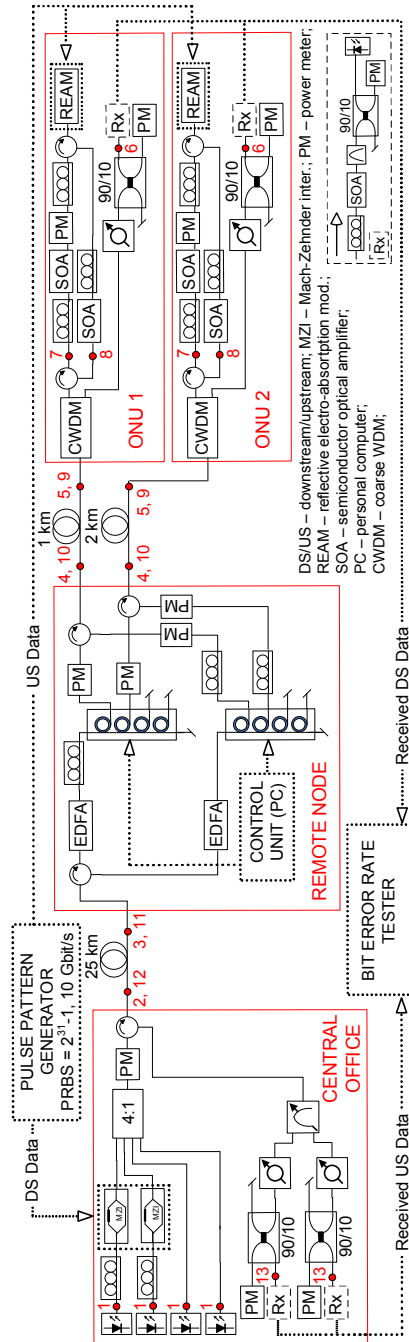 PULSE PATTERN
GENERATOR
PRBS = 2^31-1, 10 Gbit/s
DS Data
US Data
1
1
1
1
MZI
MZI
4:1
PM
2, 12
25 km
3, 11
CENTRAL
OFFICE
PM
13
Rx
90/10
PM
13
Rx
90/10
Received US Data
BIT ERROR RATE
TESTER
Received DS Data
EDFA
EDFA
PM
PM
PM
PM
CONTROL
UNIT (PC)
REMOTE NODE
4, 10
1 km
5, 9
4, 10
2 km
5, 9
CWDM
7
8
SOA
SOA
PM
REAM
90/10
6
Rx
PM
ONU 1
CWDM
7
8
SOA
SOA
PM
REAM
90/10
6
Rx
PM
ONU 2
DS/US – downstream/upstream; MZI – Mach-Zehnder inter.; PM – power meter;
REAM – reflective electro-absortption mod.;
SOA – semiconductor optical amplifier;
PC – personal computer;
CWDM – coarse WDM;
Rx
SOA
90/10
PM